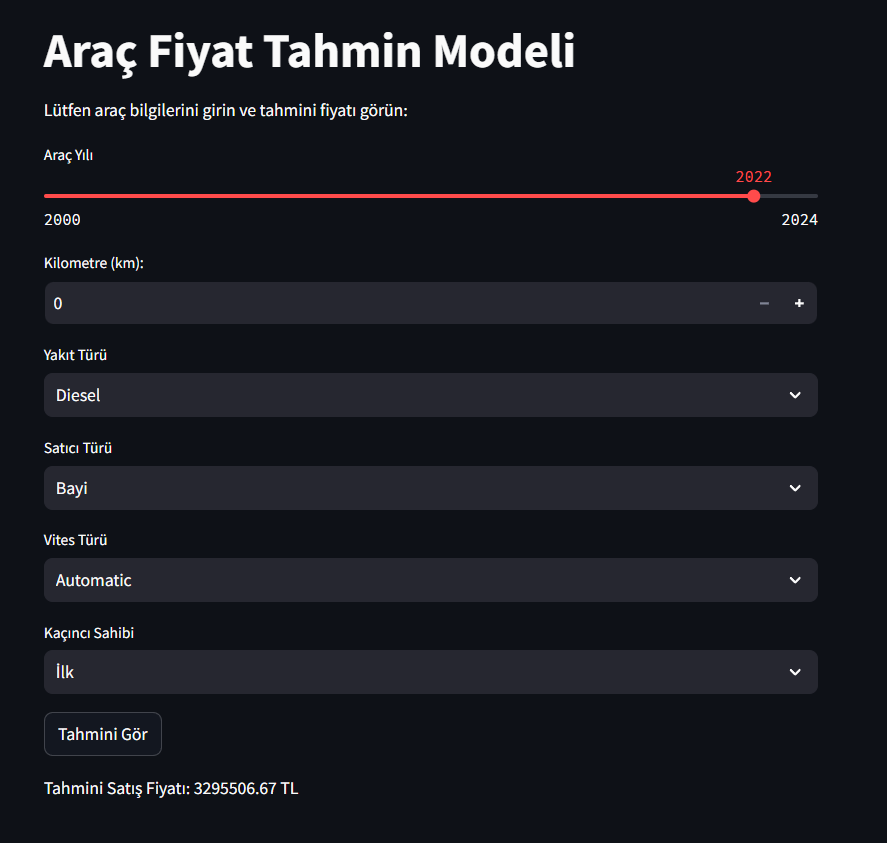 Araç Fiyat Tahmin Modeli
Lütfen araç bilgilerini girin ve tahmini fiyatı görün:
Araç Yılı
2022
2000
2024
Kilometre (km):
0
Yakıt Türü
Diesel
Satıcı Türü
Bayi
Vites Türü
Automatic
Kaçıncı Sahibi
İlk
Tahmini Gör
Tahmini Satış Fiyatı: 3295506.67 TL